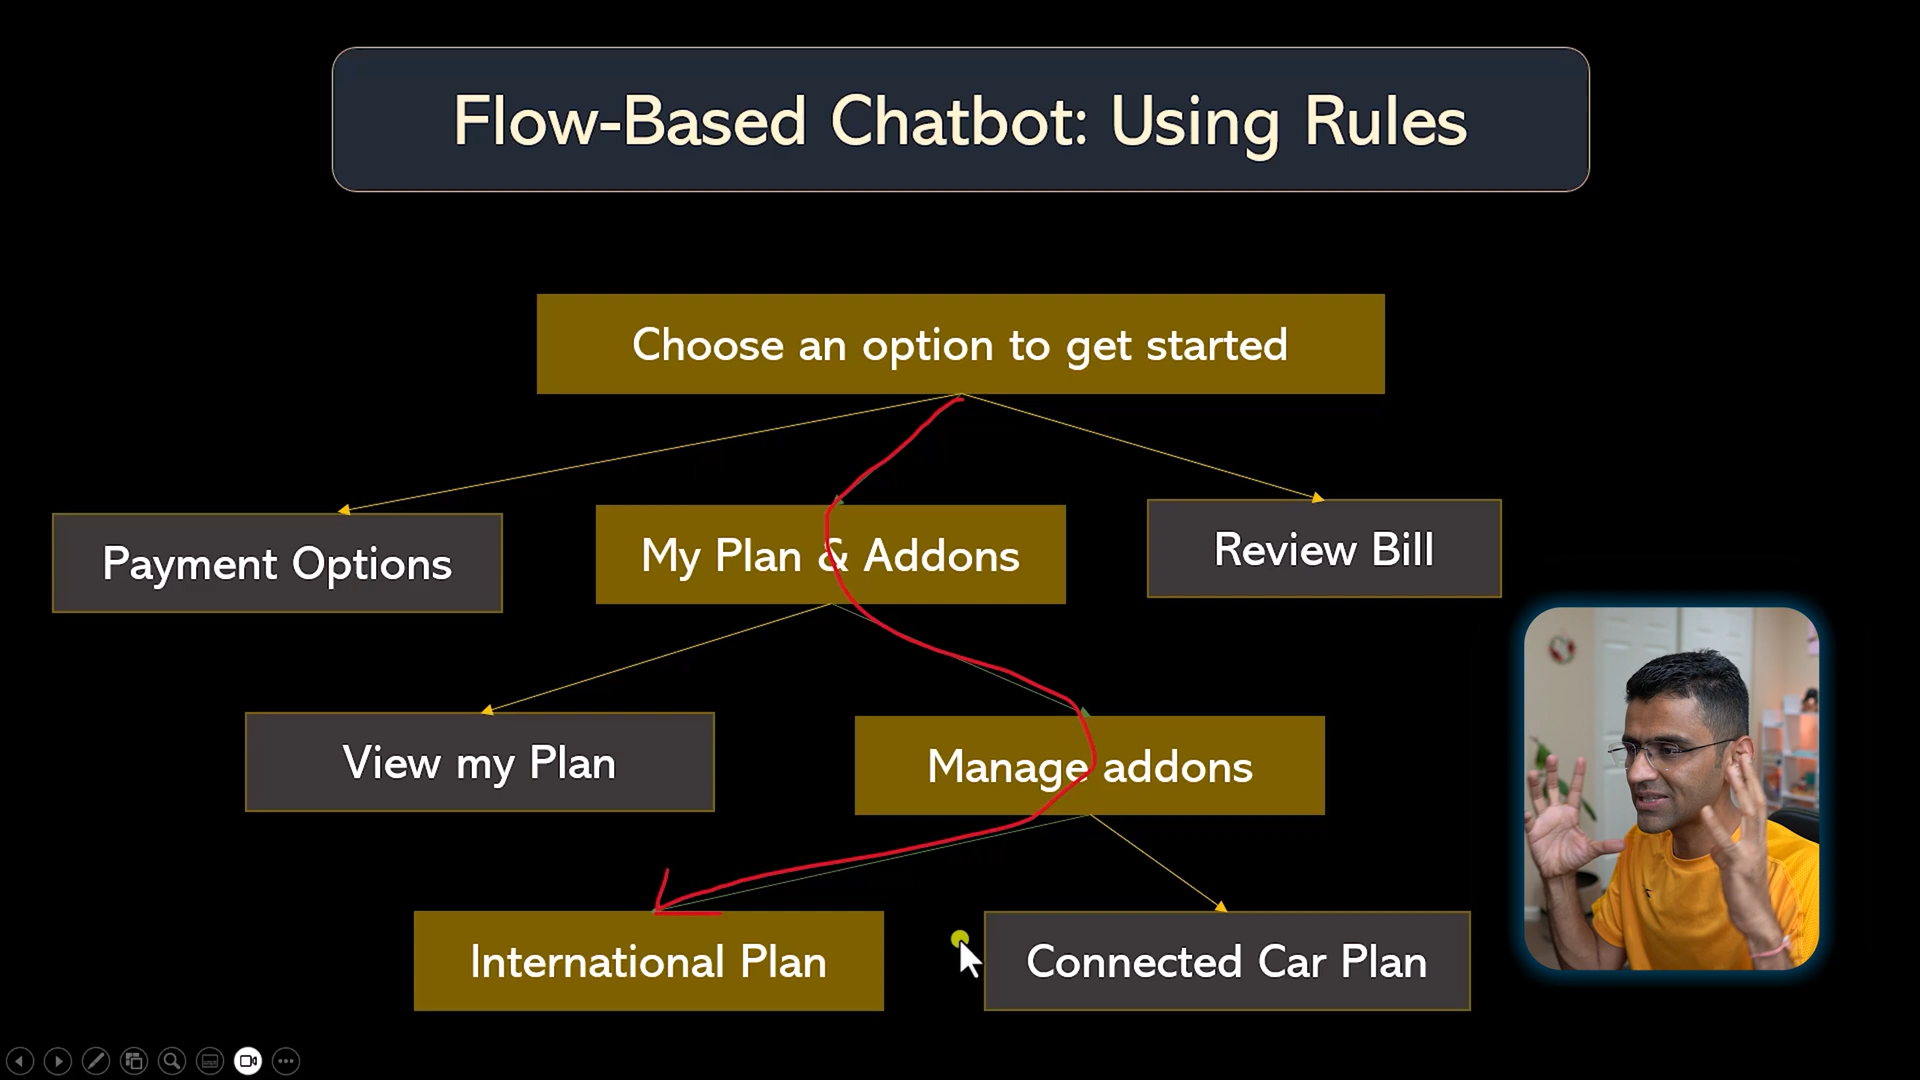 Flow-Based Chatbot: Using Rules
Choose an option to get started
Payment Options
My Plan & Addons
Review Bill
View my Plan
Manage addons
International Plan
Connected Car Plan